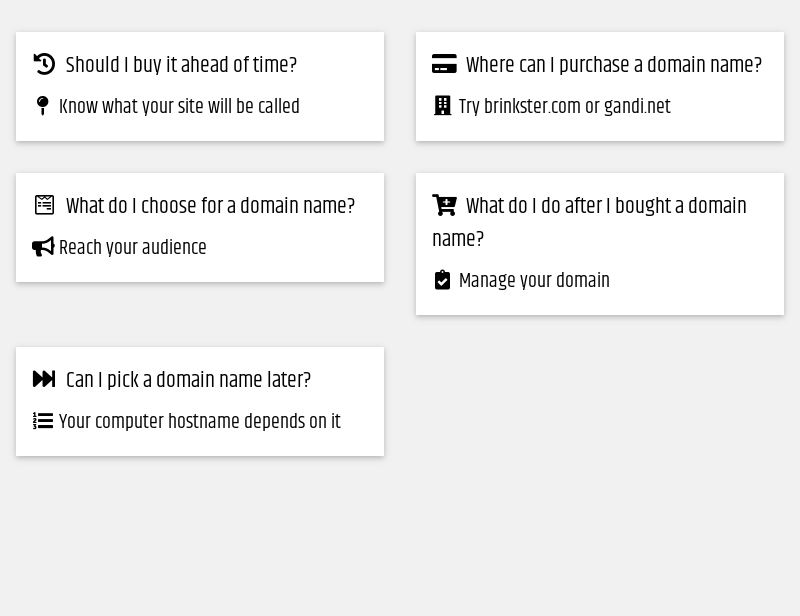 Should I buy it ahead of time?
Know what your site will be called
Where can I purchase a domain name?
Try brinkster.com or gandi.net
What do I choose for a domain name?
Reach your audience
What do I do after I bought a domain
name?
Manage your domain
Can I pick a domain name later?
Your computer hostname depends on it